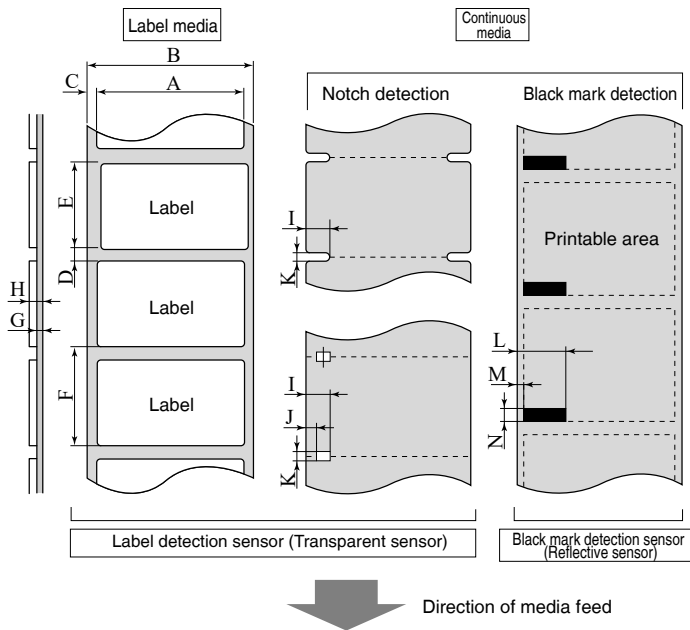 Label media
Continuous
media
B
C
A
Notch detection
Black mark detection
E
Label
I
Printable area
D
K
H
Label
G
L
M
I
F
Label
J
N
K
Label detection sensor (Transparent sensor)
Black mark detection sensor
(Reflective sensor)
Direction of media feed